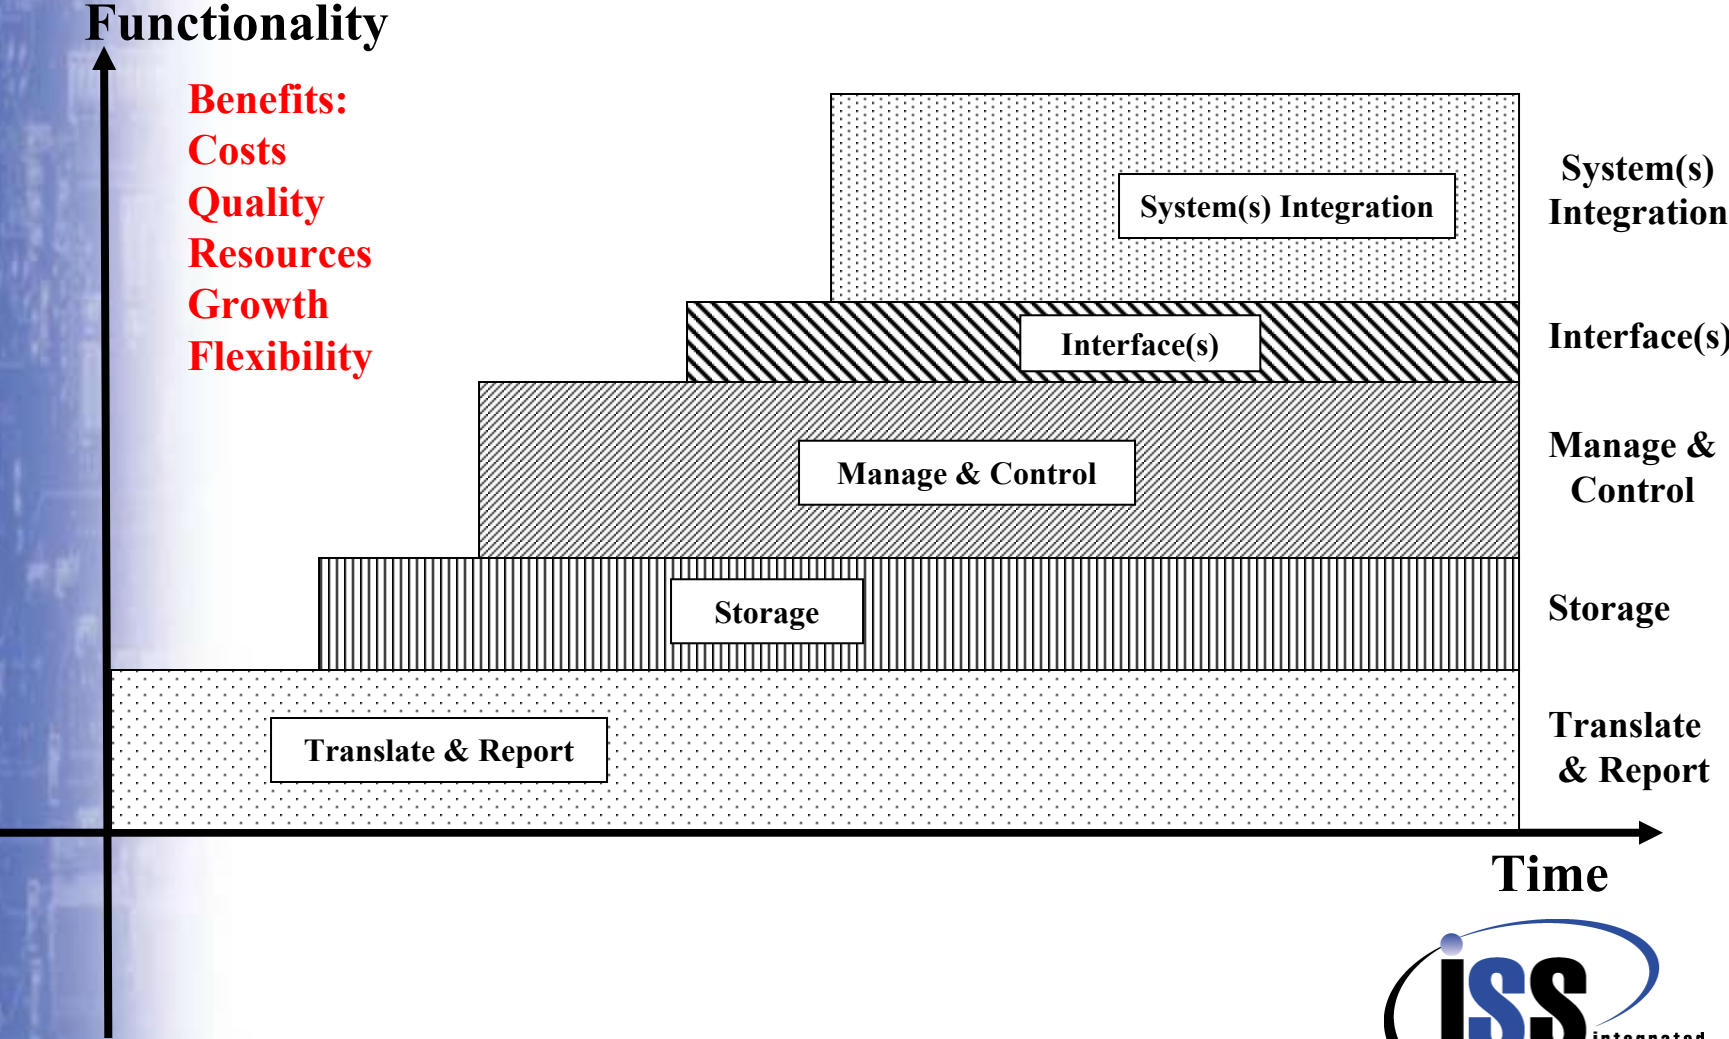 Functionality
Benefits:
Costs
Quality
Resources
Growth
Flexibility
System(s) Integration
System(s)
Integration
Interface(s)
Interface(s)
Manage & Control
Manage &
Control
Storage
Storage
Translate & Report
Translate
& Report
Time
iSS
integrated